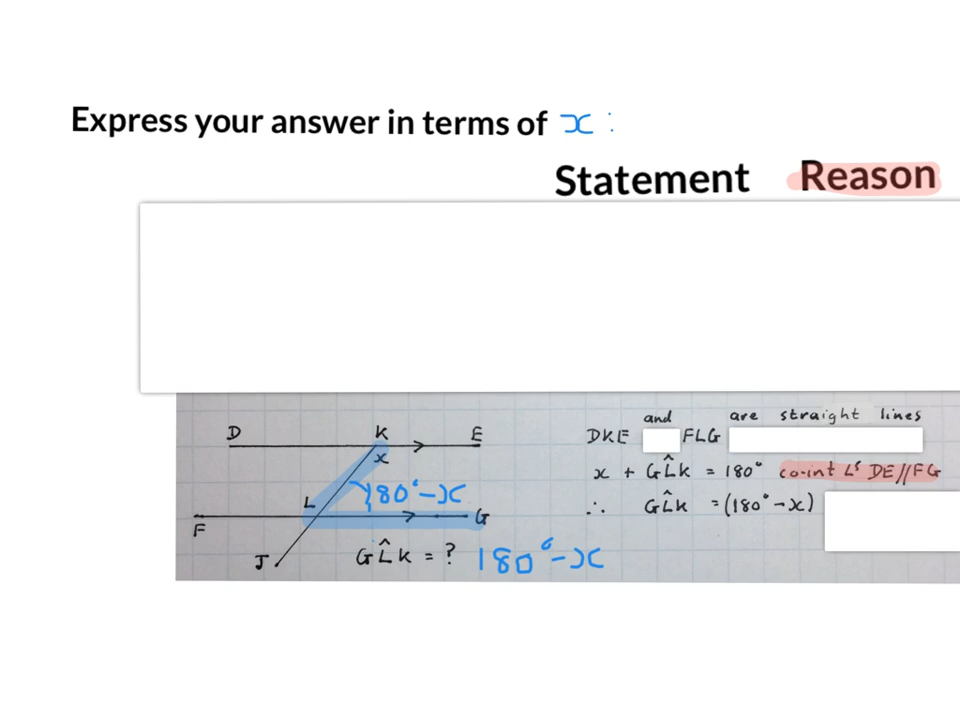 Express your answer in terms of x :
Statement Reason
and are straight lines
DKE FLG
x + GL̂K = 180° co-int Lˢ DE//FG
∴ GL̂K = (180° - x)
D K E
x
180° - x
L
F G
J
GL̂K = ? 180° - x